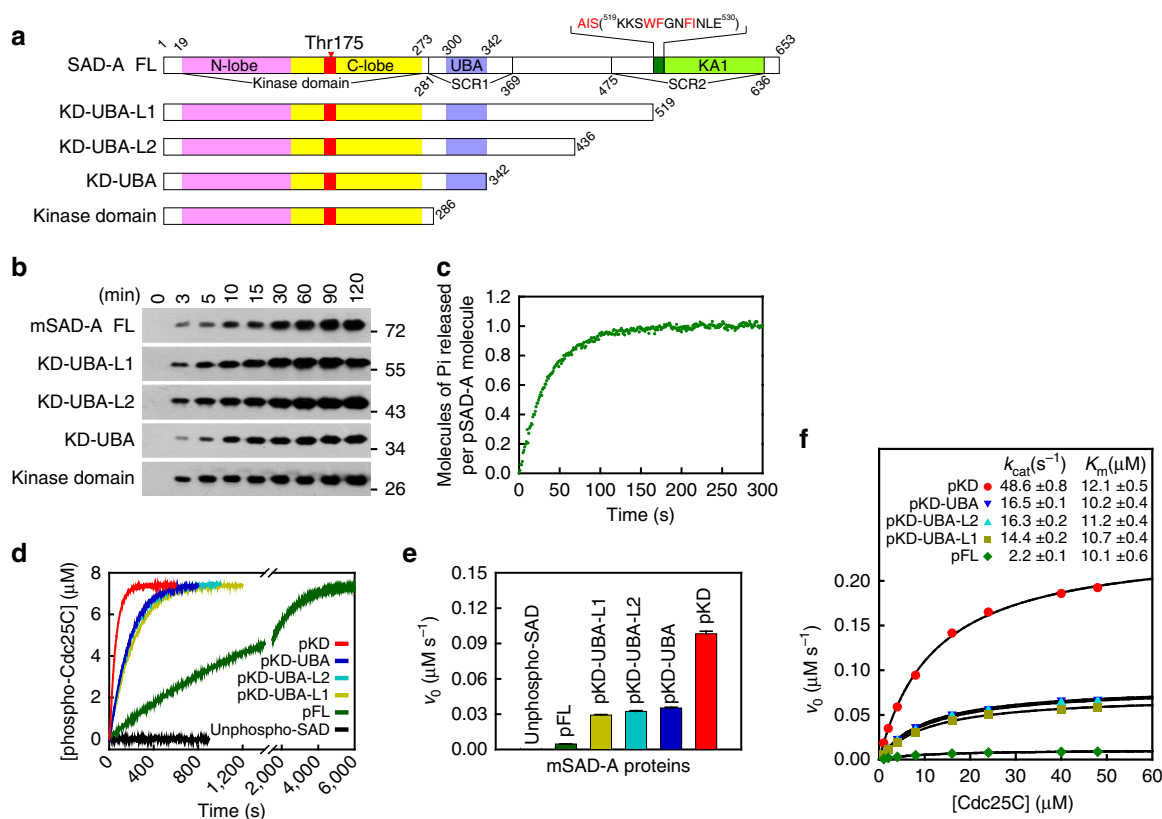 a
AIS(519KKSWFGNFINLE530)
1 19 Thr175 273 300 342 653
SAD-A FL N-lobe C-lobe UBA KA1
Kinase domain 281 SCR1 369 475 SCR2 636
KD-UBA-L1 519
KD-UBA-L2 436
KD-UBA 342
Kinase domain 286
b
(min) 0 3 5 10 15 30 60 90 120
mSAD-A FL 72
KD-UBA-L1 55
KD-UBA-L2 43
KD-UBA 34
Kinase domain 26
c
Molecules of Pi released
per pSAD-A molecule
1.2
1.0
0.8
0.6
0.4
0.2
0.0
0 50 100 150 200 250 300
Time (s)
d
[phospho-Cdc25C] (μM)
8
6
4
2
0
pKD
pKD-UBA
pKD-UBA-L2
pKD-UBA-L1
pFL
Unphospho-SAD
0 400 800 1,200 2,000 4,000 6,000
Time (s)
e
v0 (μM s−1)
0.15
0.12
0.09
0.06
0.03
0.00
Unphospho-SAD
pFL
pKD-UBA-L1
pKD-UBA-L2
pKD-UBA
pKD
mSAD-A proteins
f
kcat(s−1) Km(μM)
pKD 48.6 ±0.8 12.1 ±0.5
pKD-UBA 16.5 ±0.1 10.2 ±0.4
pKD-UBA-L2 16.3 ±0.2 11.2 ±0.4
pKD-UBA-L1 14.4 ±0.2 10.7 ±0.4
pFL 2.2 ±0.1 10.1 ±0.6
v0 (μM s−1)
0.20
0.15
0.10
0.05
0.00
0 10 20 30 40 50 60
[Cdc25C] (μM)